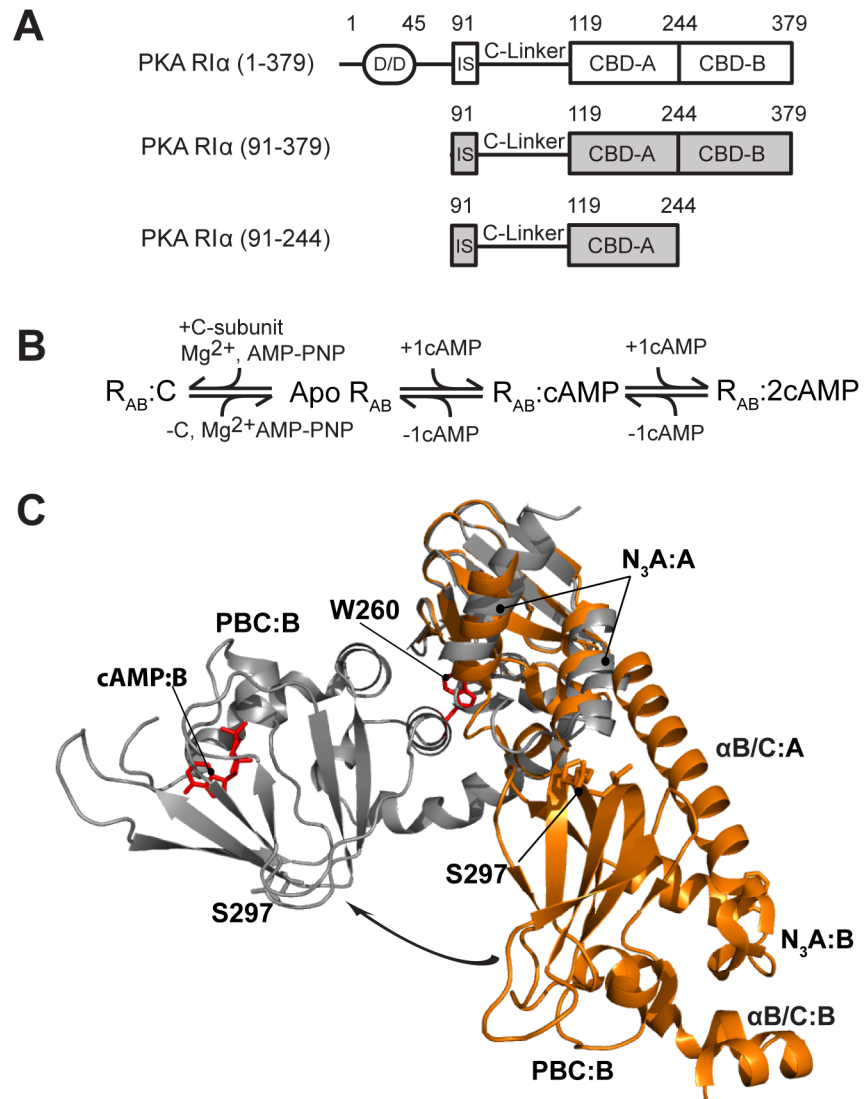 A
1 45 91 119 244 379
PKA RIα (1-379) D/D IS C-Linker CBD-A CBD-B
91 119 244 379
PKA RIα (91-379) IS C-Linker CBD-A CBD-B
91 119 244
PKA RIα (91-244) IS C-Linker CBD-A
B
+C-subunit
Mg2+, AMP-PNP +1cAMP +1cAMP
RAB:C Apo RAB RAB:cAMP RAB:2cAMP
-C, Mg2+AMP-PNP -1cAMP -1cAMP
C
N3A:A
W260
PBC:B
cAMP:B
αB/C:A
S297
S297
N3A:B
αB/C:B
PBC:B